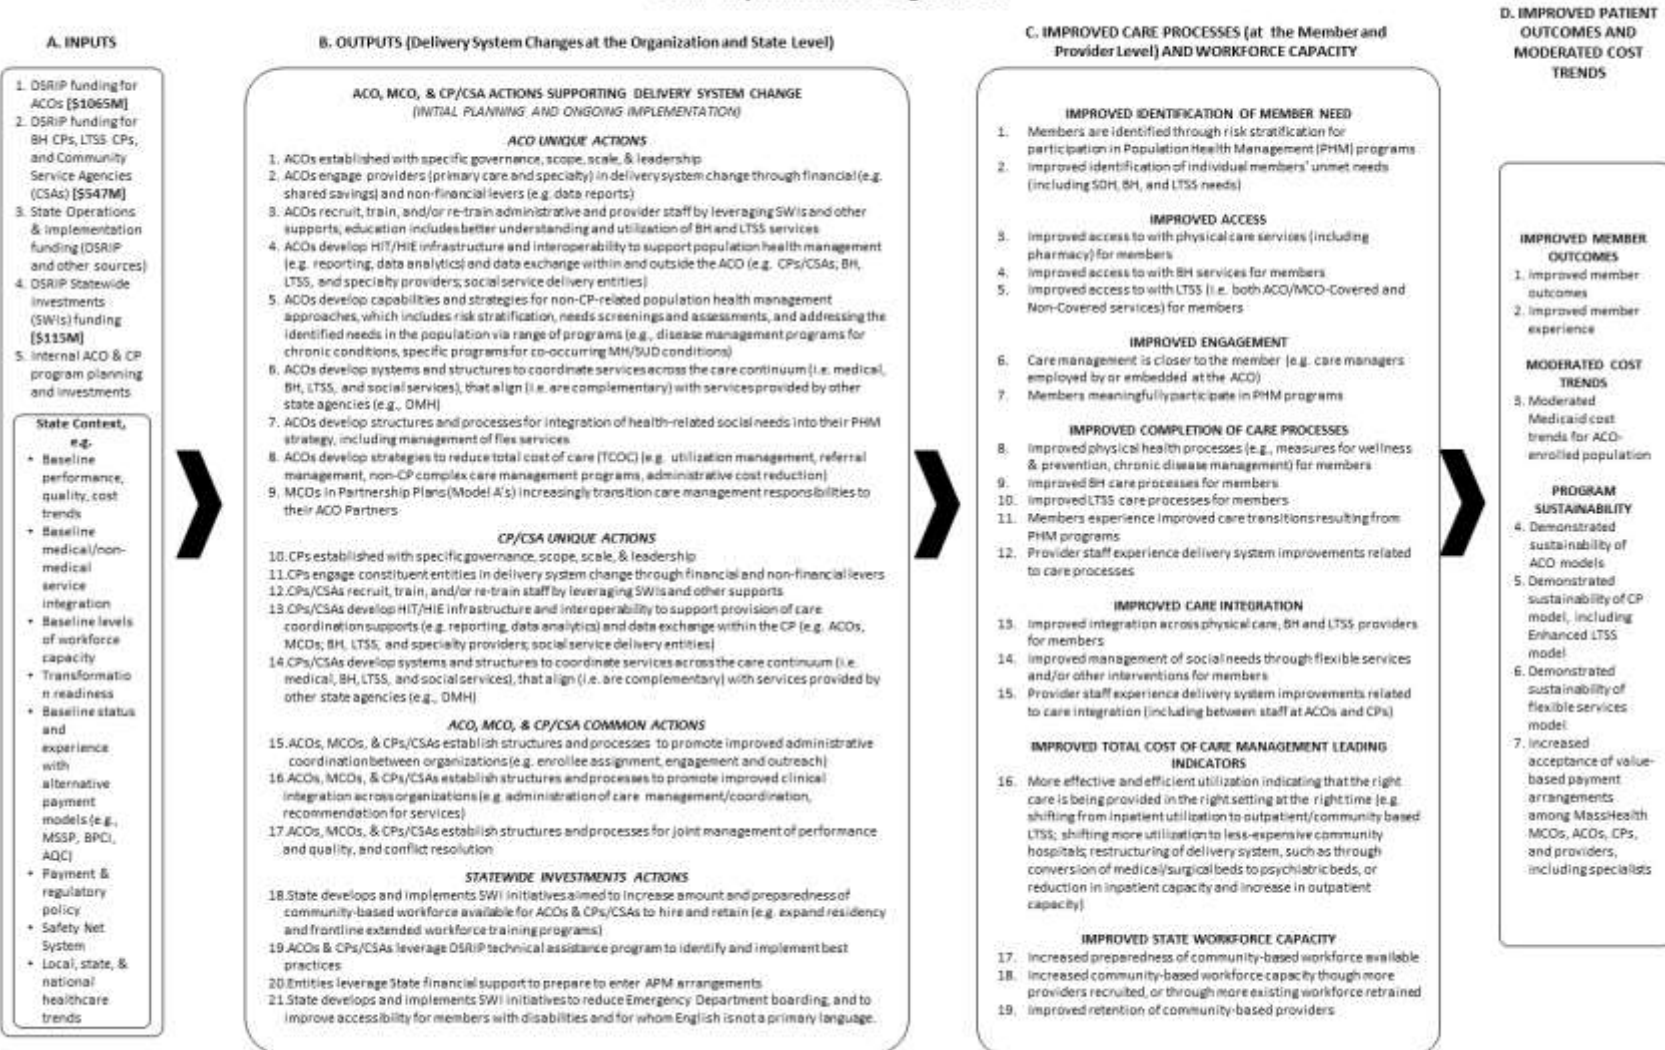 A. INPUTS
1. DSRIP funding for
ACOs [$1065M]
2. DSRIP funding for
BH CPs, LTSS CPs,
and Community
Service Agencies
(CSAs) [$547M]
3. State Operations
& Implementation
funding (DSRIP
and other sources)
4. DSRIP Statewide
Investments
(SWIs) funding
[$115M]
5. Internal ACO & CP
program planning
and investments
State Context,
e.g.
• Baseline
performance,
quality, cost
trends
• Baseline
medical/non-
medical
service
integration
• Baseline levels
of workforce
capacity
• Transformatio
n readiness
• Baseline status
and
experience
with
alternative
payment
models (e.g.,
MSSP, BPCI,
AQC)
• Payment &
regulatory
policy
• Safety Net
System
• Local, state, &
national
healthcare
trends
B. OUTPUTS (Delivery System Changes at the Organization and State Level)
ACO, MCO, & CP/CSA ACTIONS SUPPORTING DELIVERY SYSTEM CHANGE
(INITIAL PLANNING AND ONGOING IMPLEMENTATION)
ACO UNIQUE ACTIONS
1. ACOs established with specific governance, scope, scale, & leadership
2. ACOs engage providers (primary care and specialty) in delivery system change through financial (e.g.
shared savings) and non-financial levers (e.g. data reports)
3. ACOs recruit, train, and/or re-train administrative and provider staff by leveraging SWIs and other
supports, education includes better understanding and utilization of BH and LTSS services
4. ACOs develop HIT/HIE infrastructure and interoperability to support population health management
(e.g. reporting, data analytics) and data exchange within and outside the ACO (e.g. CPs/CSAs; BH,
LTSS, and specialty providers; social service delivery entities)
5. ACOs develop capabilities and strategies for non-CP-related population health management
approaches, which includes risk stratification, needs screenings and assessments, and addressing the
identified needs in the population via range of programs (e.g., disease management programs for
chronic conditions, specific programs for co-occurring MH/SUD conditions)
6. ACOs develop systems and structures to coordinate services across the care continuum (i.e. medical,
BH, LTSS, and social services), that align (i.e. are complementary) with services provided by other
state agencies (e.g., DMH)
7. ACOs develop structures and processes for integration of health-related social needs into their PHM
strategy, including management of flex services
8. ACOs develop strategies to reduce total cost of care (TCOC) (e.g. utilization management, referral
management, non-CP complex care management programs, administrative cost reduction)
9. MCOs in Partnership Plans (Model A's) increasingly transition care management responsibilities to
their ACO Partners
CP/CSA UNIQUE ACTIONS
10.CPs established with specific governance, scope, scale, & leadership
11.CPs engage constituent entities in delivery system change through financial and non-financial levers
12.CPs/CSAs recruit, train, and/or re-train staff by leveraging SWIs and other supports
13.CPs/CSAs develop HIT/HIE infrastructure and interoperability to support provision of care
coordination supports (e.g. reporting, data analytics) and data exchange within the CP (e.g. ACOs,
MCOs; BH, LTSS, and specialty providers; social service delivery entities)
14.CPs/CSAs develop systems and structures to coordinate services across the care continuum (i.e.
medical, BH, LTSS, and social services), that align (i.e. are complementary) with services provided by
other state agencies (e.g., DMH)
ACO, MCO, & CP/CSA COMMON ACTIONS
15.ACOs, MCOs, & CPs/CSAs establish structures and processes to promote improved administrative
coordination between organizations (e.g. enrollee assignment, engagement and outreach)
16.ACOs, MCOs, & CPs/CSAs establish structures and processes to promote improved clinical
integration across organizations (e.g. administration of care management/coordination,
recommendation for services)
17.ACOs, MCOs, & CPs/CSAs establish structures and processes for joint management of performance
and quality, and conflict resolution
STATEWIDE INVESTMENTS ACTIONS
18.State develops and implements SWI initiatives aimed to increase amount and preparedness of
community-based workforce available for ACOs & CPs/CSAs to hire and retain (e.g. expand residency
and frontline extended workforce training programs)
19.ACOs & CPs/CSAs leverage DSRIP technical assistance program to identify and implement best
practices
20.Entities leverage State financial support to prepare to enter APM arrangements
21.State develops and implements SWI initiatives to reduce Emergency Department boarding, and to
improve accessibility for members with disabilities and for whom English is not a primary language.
C. IMPROVED CARE PROCESSES (at the Member and
Provider Level) AND WORKFORCE CAPACITY
IMPROVED IDENTIFICATION OF MEMBER NEED
1. Members are identified through risk stratification for
participation in Population Health Management (PHM) programs
2. Improved identification of individual members' unmet needs
(including SDH, BH, and LTSS needs)
IMPROVED ACCESS
3. Improved access to with physical care services (including
pharmacy) for members
4. Improved access to with BH services for members
5. Improved access to with LTSS (i.e. both ACO/MCO-Covered and
Non-Covered services) for members
IMPROVED ENGAGEMENT
6. Care management is closer to the member (e.g. care managers
employed by or embedded at the ACO)
7. Members meaningfully participate in PHM programs
IMPROVED COMPLETION OF CARE PROCESSES
8. Improved physical health processes (e.g., measures for wellness
& prevention, chronic disease management) for members
9. Improved BH care processes for members
10. Improved LTSS care processes for members
11. Members experience improved care transitions resulting from
PHM programs
12. Provider staff experience delivery system improvements related
to care processes
IMPROVED CARE INTEGRATION
13. Improved integration across physical care, BH and LTSS providers
for members
14. Improved management of social needs through flexible services
and/or other interventions for members
15. Provider staff experience delivery system improvements related
to care integration (including between staff at ACOs and CPs)
IMPROVED TOTAL COST OF CARE MANAGEMENT LEADING
INDICATORS
16. More effective and efficient utilization indicating that the right
care is being provided in the right setting at the right time (e.g.
shifting from inpatient utilization to outpatient/community based
LTSS; shifting more utilization to less-expensive community
hospitals; restructuring of delivery system, such as through
conversion of medical/surgical beds to psychiatric beds, or
reduction in inpatient capacity and increase in outpatient
capacity)
IMPROVED STATE WORKFORCE CAPACITY
17. Increased preparedness of community-based workforce available
18. Increased community-based workforce capacity though more
providers recruited, or through more existing workforce retrained
19. Improved retention of community-based providers
D. IMPROVED PATIENT
OUTCOMES AND
MODERATED COST
TRENDS
IMPROVED MEMBER
OUTCOMES
1. Improved member
outcomes
2. Improved member
experience
MODERATED COST
TRENDS
3. Moderated
Medicaid cost
trends for ACO-
enrolled population
PROGRAM
SUSTAINABILITY
4. Demonstrated
sustainability of
ACO models
5. Demonstrated
sustainability of CP
model, including
Enhanced LTSS
model
6. Demonstrated
sustainability of
flexible services
model
7. Increased
acceptance of value-
based payment
arrangements
among MassHealth
MCOs, ACOs, CPs,
and providers,
including specialists